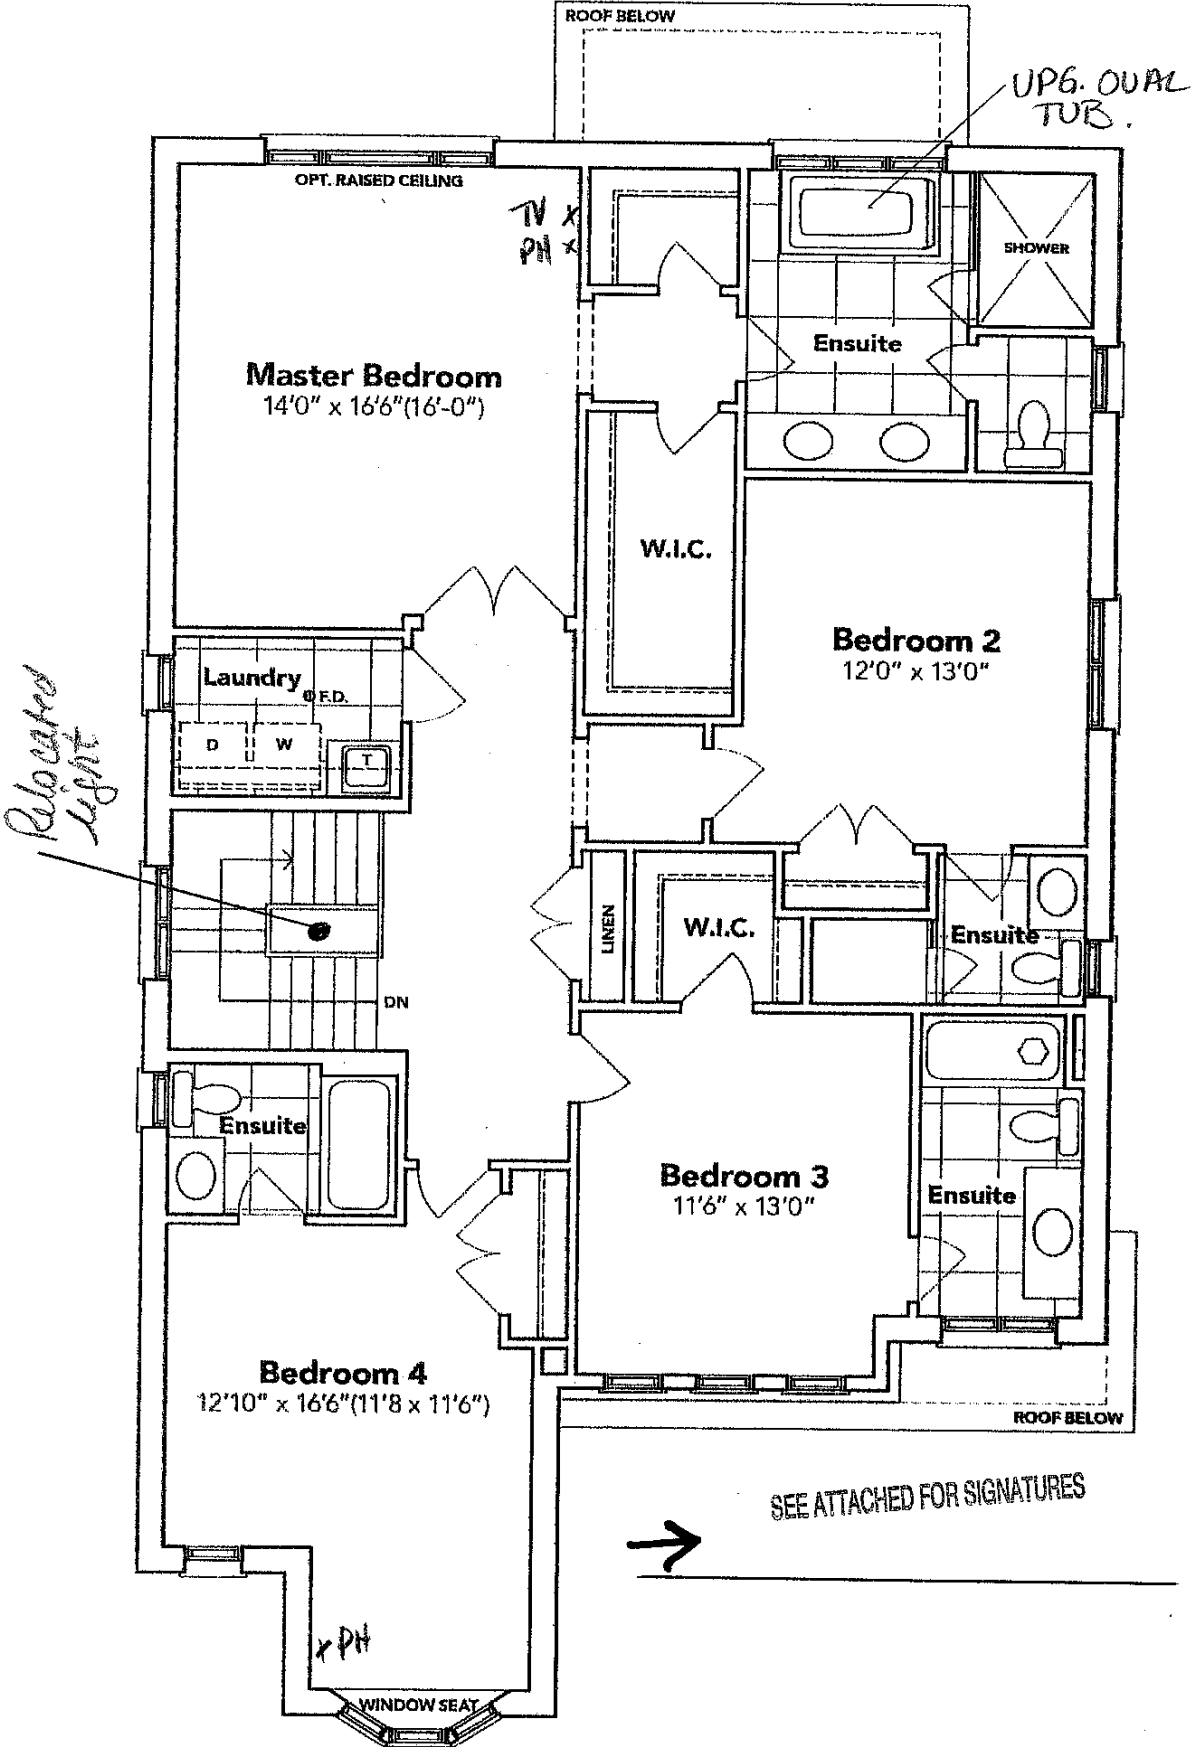 ROOF BELOW
UPG. OVAL
TUB.
OPT. RAISED CEILING
TV x
PH x
SHOWER
Ensuite
Master Bedroom
14'0" x 16'6"(16'-0")
W.I.C.
Bedroom 2
12'0" x 13'0"
Laundry
F.D.
D
W
T
Relocated
light
LINEN
W.I.C.
Ensuite
DN
Ensuite
Bedroom 3
11'6" x 13'0"
Ensuite
Bedroom 4
12'10" x 16'6"(11'8 x 11'6")
ROOF BELOW
SEE ATTACHED FOR SIGNATURES
x PH
WINDOW SEAT